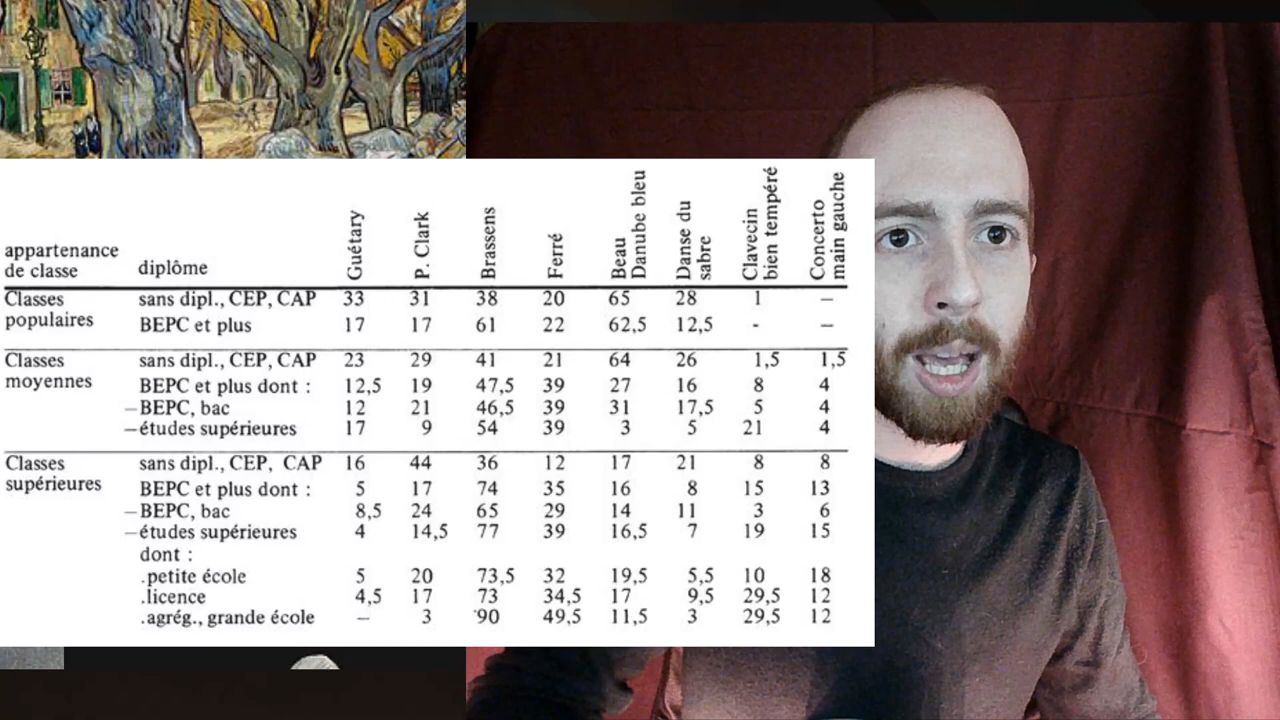 appartenance de classe diplôme Guétary P. Clark Brassens Ferré Beau Danube bleu Danse du sabre Clavecin bien tempéré Concerto main gauche
Classes populaires sans dipl., CEP, CAP 33 31 38 20 65 28 1 –
BEPC et plus 17 17 61 22 62,5 12,5 - –
Classes moyennes sans dipl., CEP, CAP 23 29 41 21 64 26 1,5 1,5
BEPC et plus dont : 12,5 19 47,5 39 27 16 8 4
–BEPC, bac 12 21 46,5 39 31 17,5 5 4
–études supérieures 17 9 54 39 3 5 21 4
Classes supérieures sans dipl., CEP, CAP 16 44 36 12 17 21 8 8
BEPC et plus dont : 5 17 74 35 16 8 15 13
–BEPC, bac 8,5 24 65 29 14 11 3 6
–études supérieures 4 14,5 77 39 16,5 7 19 15
dont :
.petite école 5 20 73,5 32 19,5 5,5 10 18
.licence 4,5 17 73 34,5 17 9,5 29,5 12
.agrég., grande école – 3 90 49,5 11,5 3 29,5 12